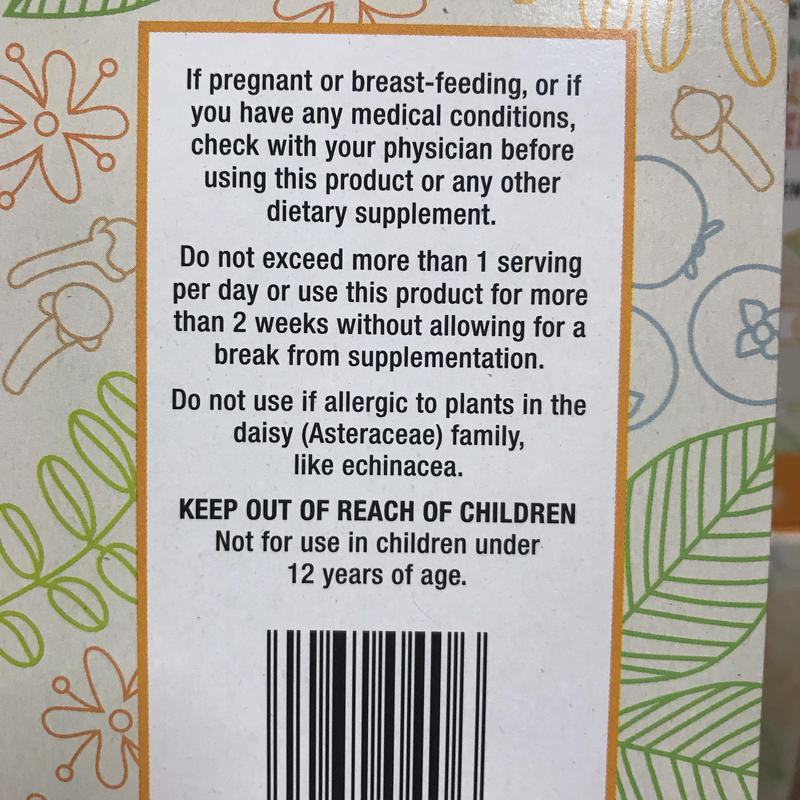 If pregnant or breast-feeding, or if
you have any medical conditions,
check with your physician before
using this product or any other
dietary supplement.
Do not exceed more than 1 serving
per day or use this product for more
than 2 weeks without allowing for a
break from supplementation.
Do not use if allergic to plants in the
daisy (Asteraceae) family,
like echinacea.
KEEP OUT OF REACH OF CHILDREN
Not for use in children under
12 years of age.